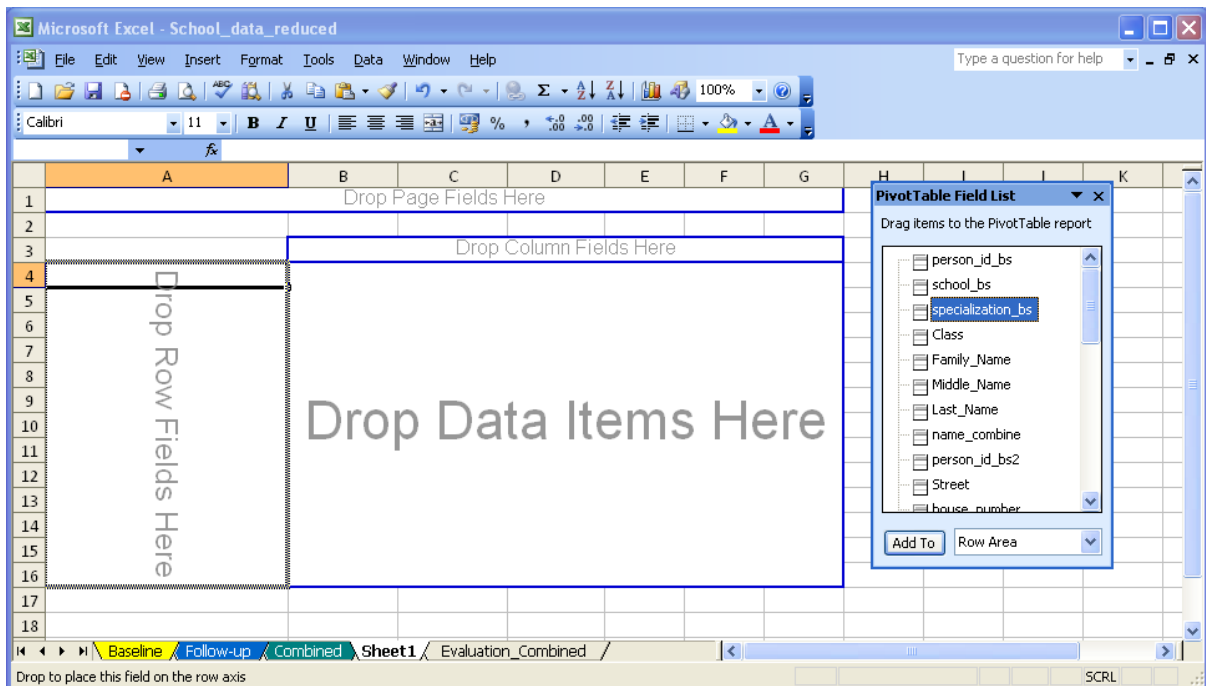 Microsoft Excel - School_data_reduced
File Edit View Insert Format Tools Data Window Help Type a question for help
100%
Calibri 11 B I U
fx
A B C D E F G H I J K
1 Drop Page Fields Here
2
3 Drop Column Fields Here
4
5
6
7
8
9
10
11
12
13
14
15
16
17
18
Drop Row Fields Here
Drop Data Items Here
PivotTable Field List
Drag items to the PivotTable report
person_id_bs
school_bs
specialization_bs
Class
Family_Name
Middle_Name
Last_Name
name_combine
person_id_bs2
Street
house_number
Add To Row Area
Baseline Follow-up Combined Sheet1 Evaluation_Combined
Drop to place this field on the row axis SCRL